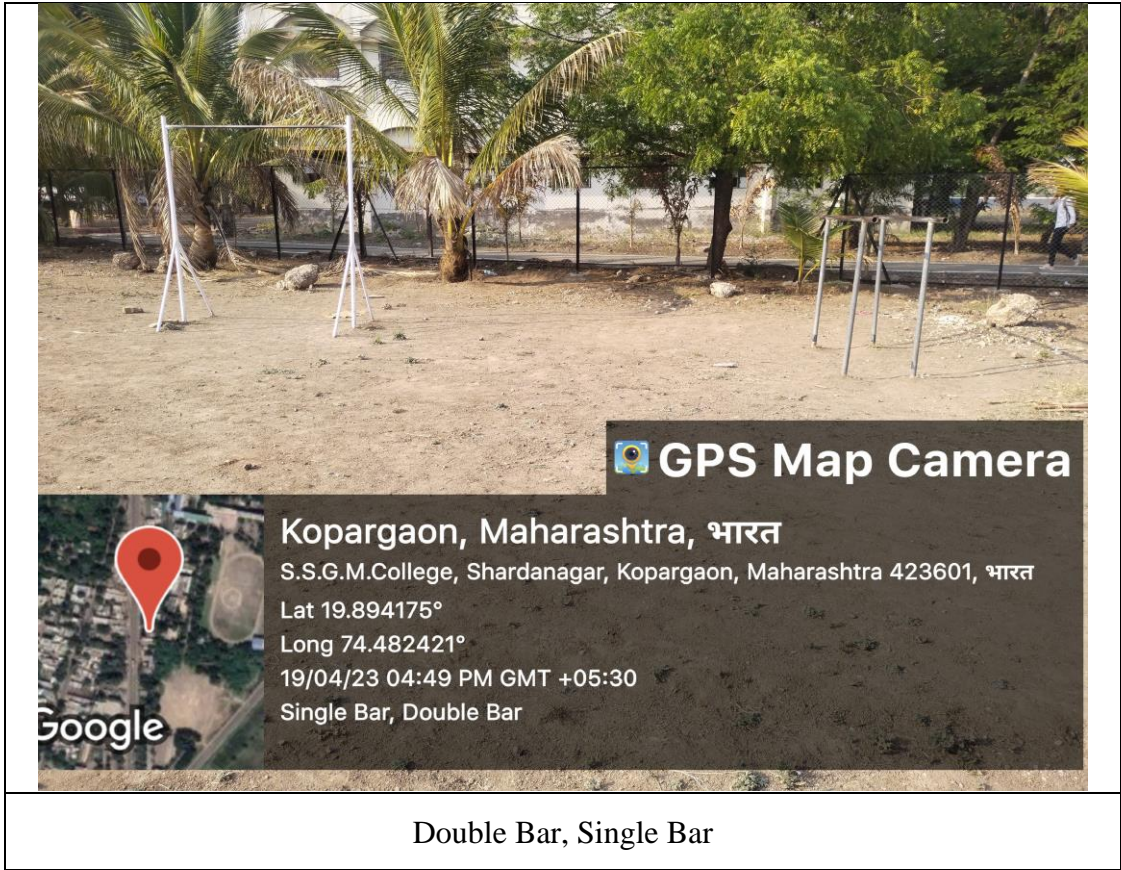 GPS Map Camera
Kopargaon, Maharashtra, भारत
S.S.G.M.College, Shardanagar, Kopargaon, Maharashtra 423601, भारत
Lat 19.894175°
Long 74.482421°
19/04/23 04:49 PM GMT +05:30
Single Bar, Double Bar
Google
Double Bar, Single Bar